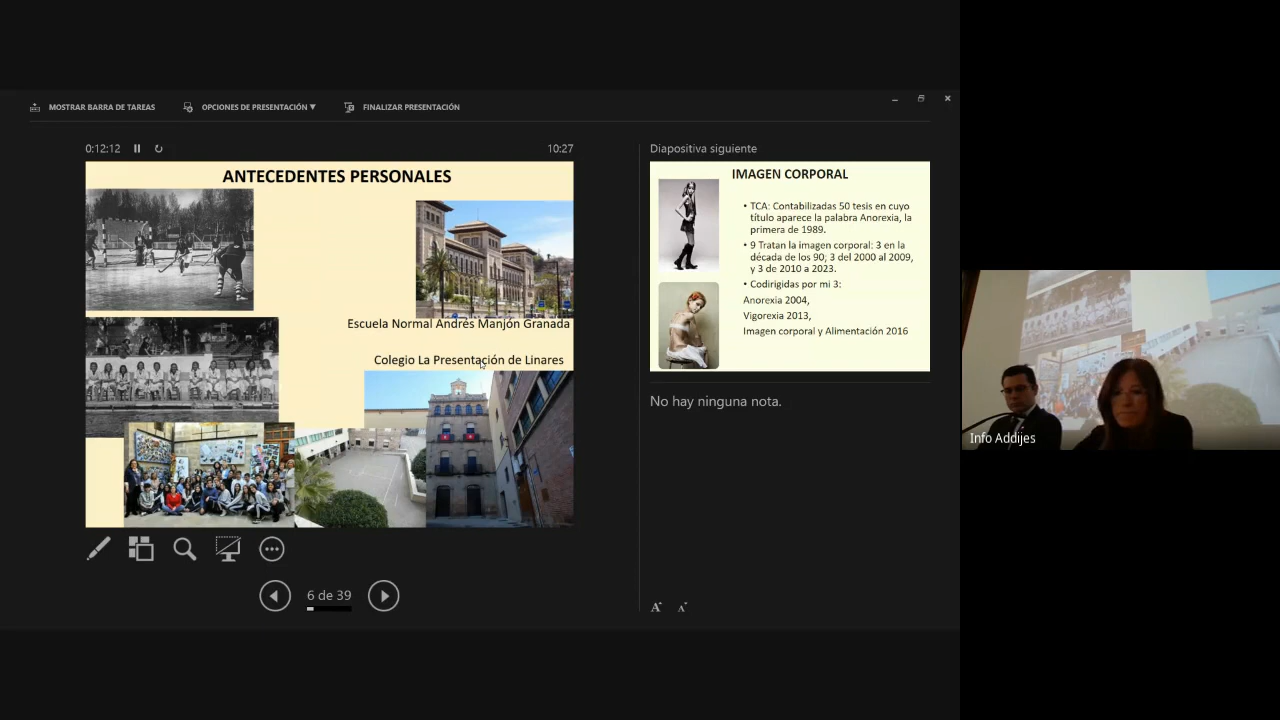 MOSTRAR BARRA DE TAREAS
OPCIONES DE PRESENTACIÓN ▼
FINALIZAR PRESENTACIÓN
0:12:12
10:27
ANTECEDENTES PERSONALES
Escuela Normal Andrés Manjón Granada
Colegio La Presentación de Linares
6 de 39
Diapositiva siguiente
IMAGEN CORPORAL
• TCA: Contabilizadas 50 tesis en cuyo
título aparece la palabra Anorexia, la
primera de 1989.
• 9 Tratan la imagen corporal: 3 en la
década de los 90; 3 del 2000 al 2009,
y 3 de 2010 a 2023.
• Codirigidas por mi 3:
Anorexia 2004,
Vigorexia 2013,
Imagen corporal y Alimentación 2016
No hay ninguna nota.
A A
Info Addijes